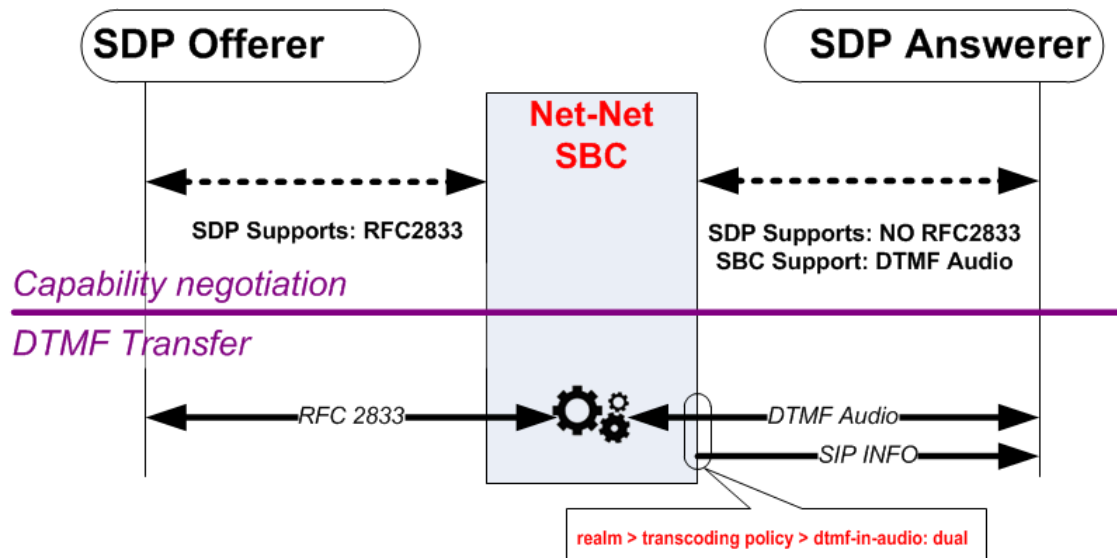 SDP Offerer
SDP Answerer
Net-Net
SBC
SDP Supports: RFC2833
SDP Supports: NO RFC2833
SBC Support: DTMF Audio
Capability negotiation
DTMF Transfer
RFC 2833
DTMF Audio
SIP INFO
realm > transcoding policy > dtmf-in-audio: dual